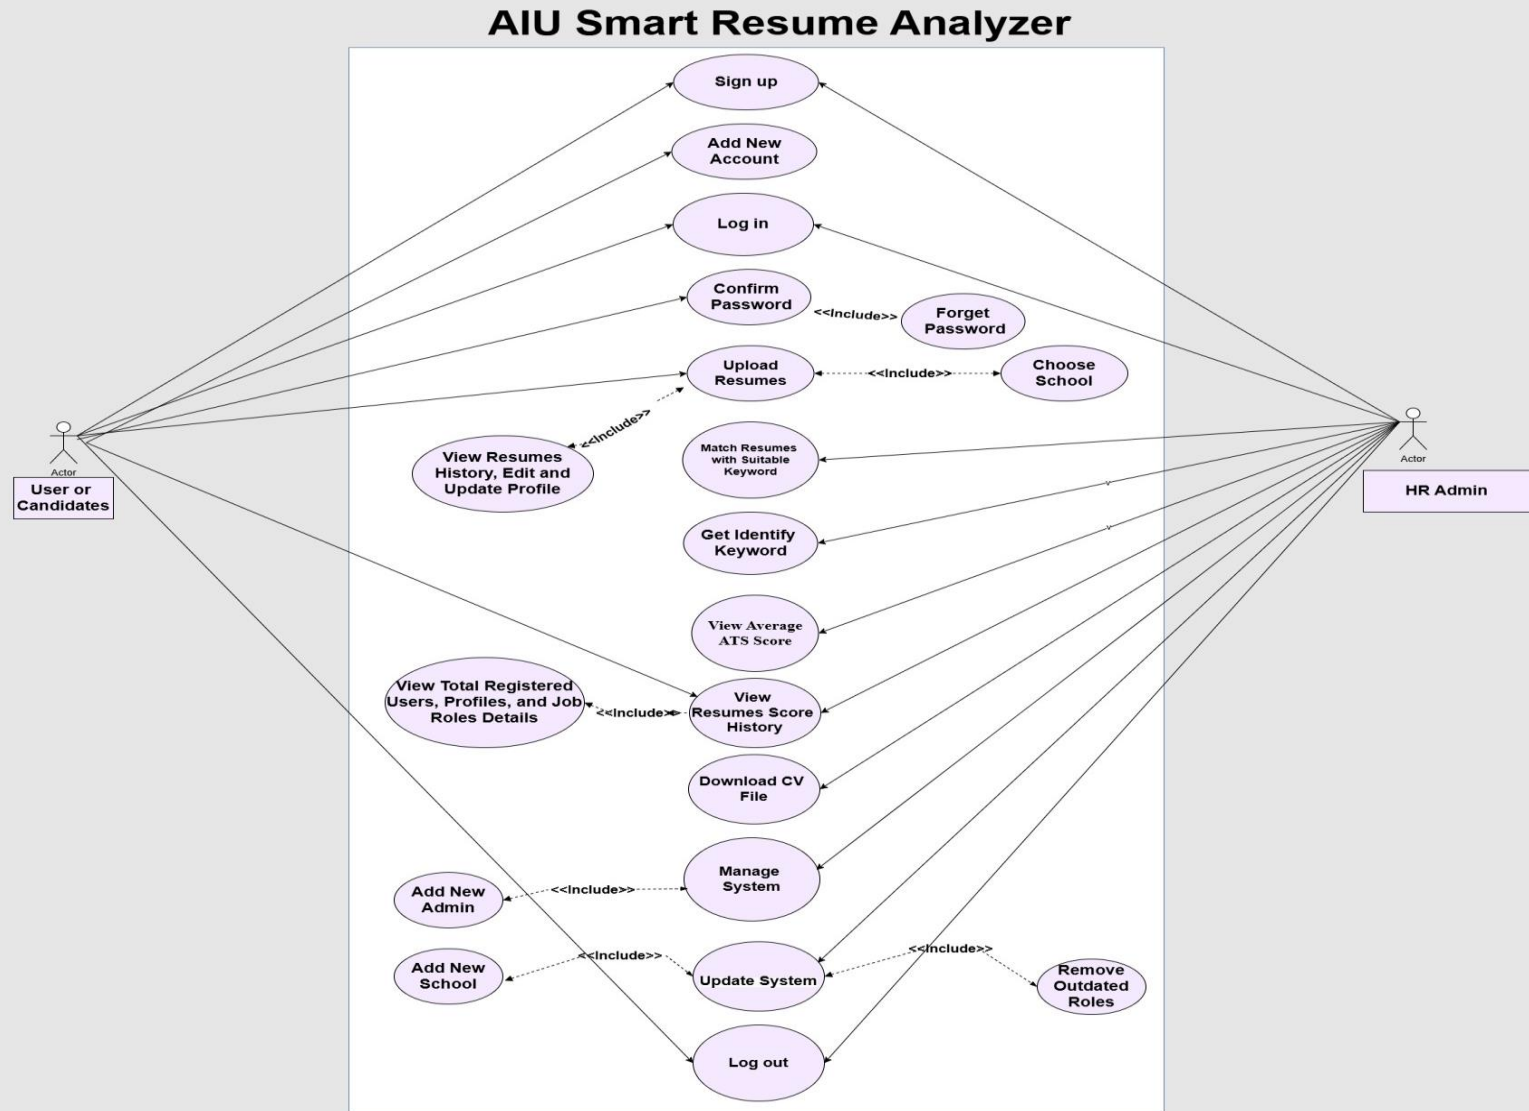 AIU Smart Resume Analyzer
Sign up
Add New
Account
Log in
Confirm
Password
<<Include>>
Forget
Password
Upload
Resumes
<<Include>>
Choose
School
<<Include>>
View Resumes
History, Edit and
Update Profile
Match Resumes
with Suitable
Keyword
Actor
User or
Candidates
Actor
HR Admin
Get Identify
Keyword
View Average
ATS Score
View Total Registered
Users, Profiles, and Job
Roles Details
<<Include>>
View
Resumes Score
History
Download CV
File
Manage
System
<<Include>>
Add New
Admin
Add New
School
<<Include>>
Update System
<<Include>>
Remove
Outdated
Roles
Log out